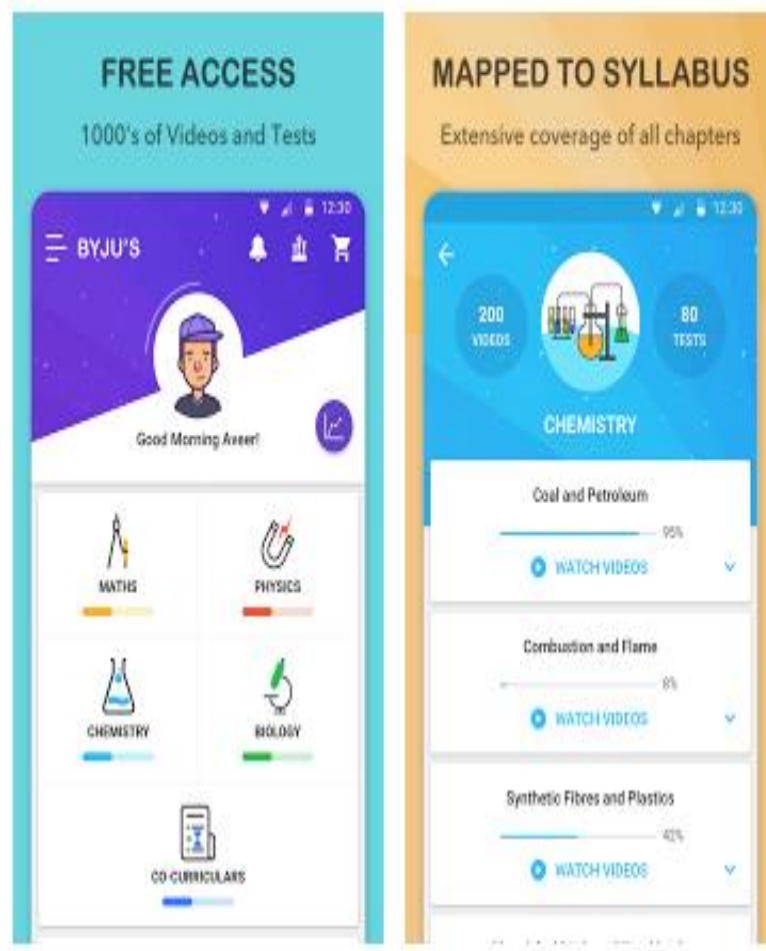 FREE ACCESS
1000's of Videos and Tests
12:30
BYJU'S
Good Morning Aveer!
MATHS
PHYSICS
CHEMISTRY
BIOLOGY
CO-CURRICULARS
MAPPED TO SYLLABUS
Extensive coverage of all chapters
12:30
200
VIDEOS
80
TESTS
CHEMISTRY
Coal and Petroleum
95%
WATCH VIDEOS
Combustion and Flame
8%
WATCH VIDEOS
Synthetic Fibres and Plastics
42%
WATCH VIDEOS